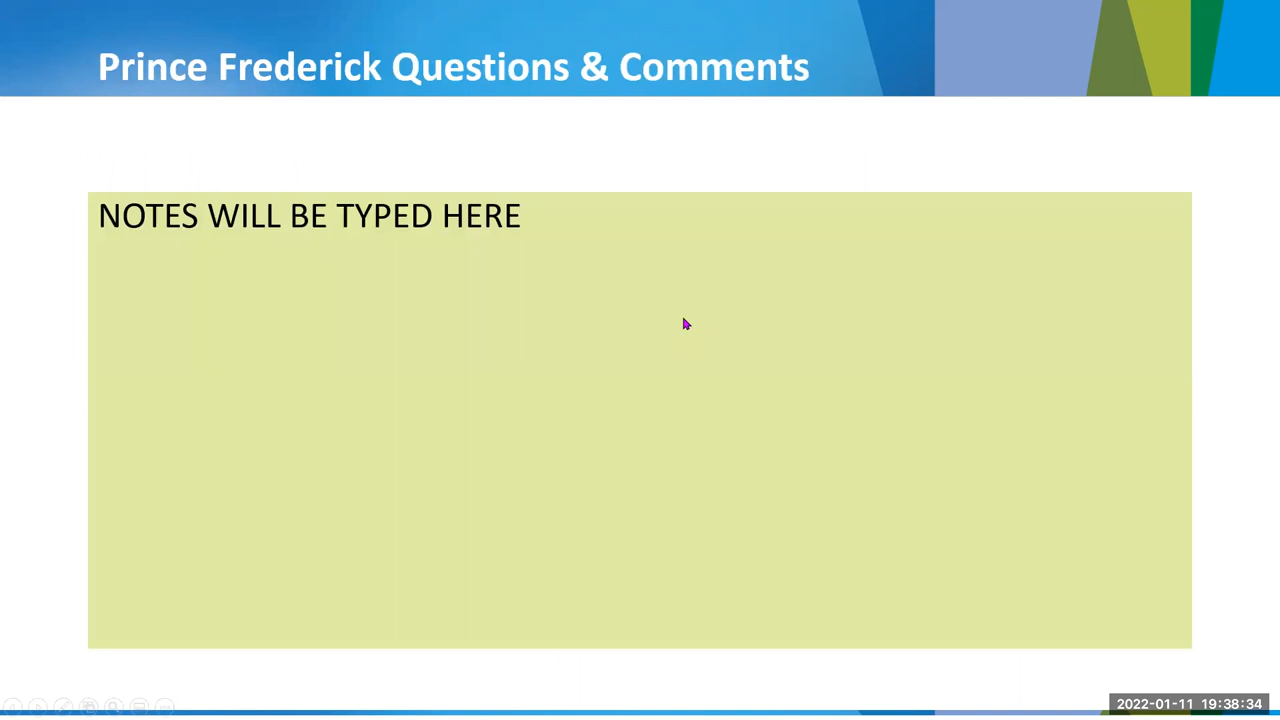 Prince Frederick Questions & Comments
NOTES WILL BE TYPED HERE
2022-01-11 19:38:34